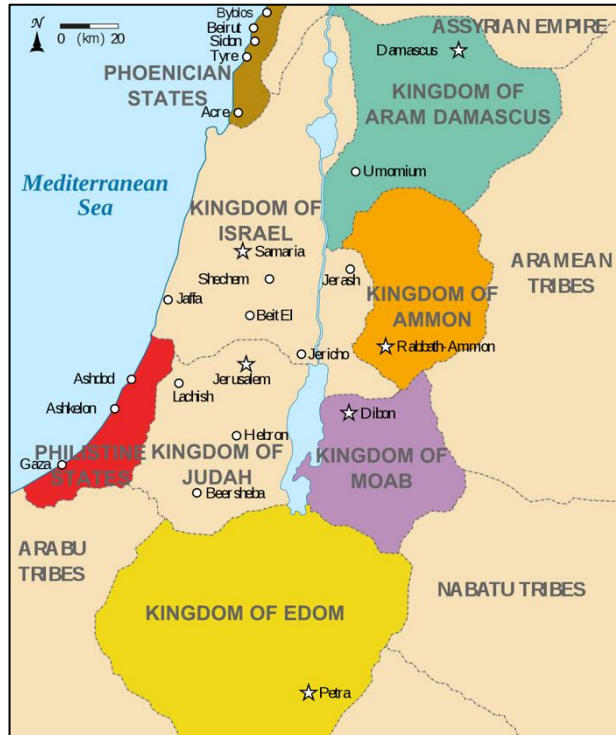 Byblos
Beirut
Sidon
Tyre
N
0 (km) 20
PHOENICIAN
STATES
Acre
ASSYRIAN EMPIRE
Damascus
KINGDOM OF
ARAM DAMASCUS
Umomium
Mediterranean
Sea
KINGDOM OF
ISRAEL
Samaria
Shechem
Jerash
Jaffa
Beit El
ARAMEAN
TRIBES
KINGDOM OF
AMMON
Rabbath-Ammon
Jericho
Jerusalem
Ashdod
Lachish
Ashkelon
Dibon
Hebron
Gaza
PHILISTINE
STATES
KINGDOM OF
JUDAH
Beersheba
KINGDOM OF
MOAB
ARABU
TRIBES
NABATU TRIBES
KINGDOM OF EDOM
Petra